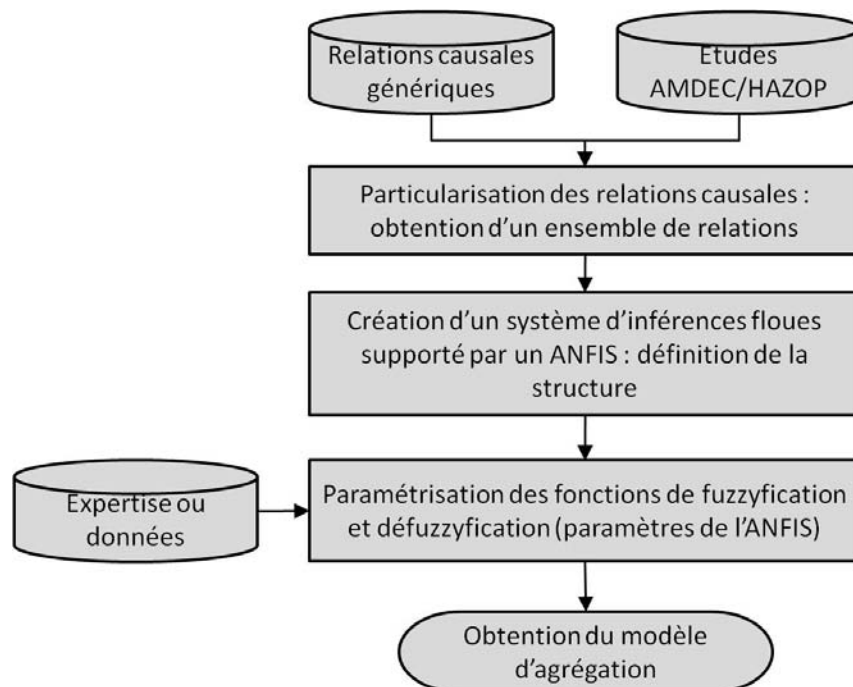 Relations causales
génériques
Etudes
AMDEC/HAZOP
Particularisation des relations causales :
obtention d'un ensemble de relations
Création d'un système d'inférences floues
supporté par un ANFIS : définition de la
structure
Expertise ou
données
Paramétrisation des fonctions de fuzzyfication
et défuzzyfication (paramètres de l'ANFIS)
Obtention du modèle
d'agrégation